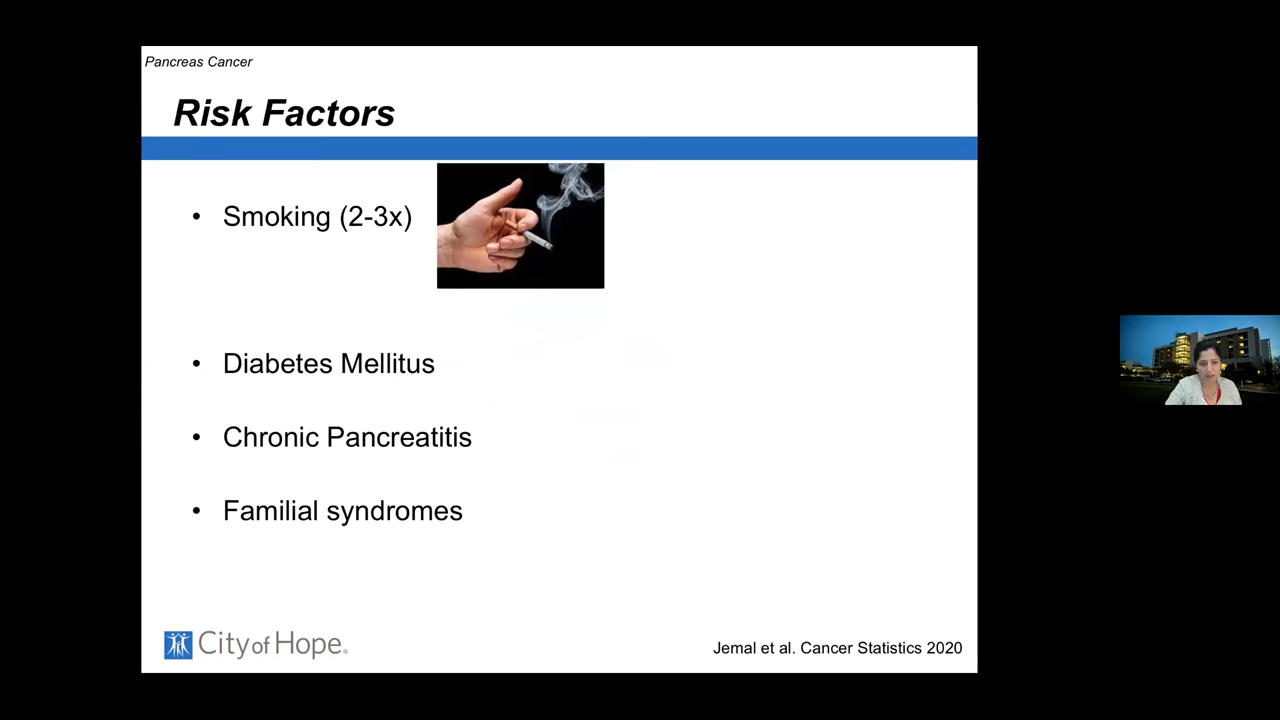 Pancreas Cancer
Risk Factors
• Smoking (2-3x)
• Diabetes Mellitus
• Chronic Pancreatitis
• Familial syndromes
City of Hope®
Jemal et al. Cancer Statistics 2020